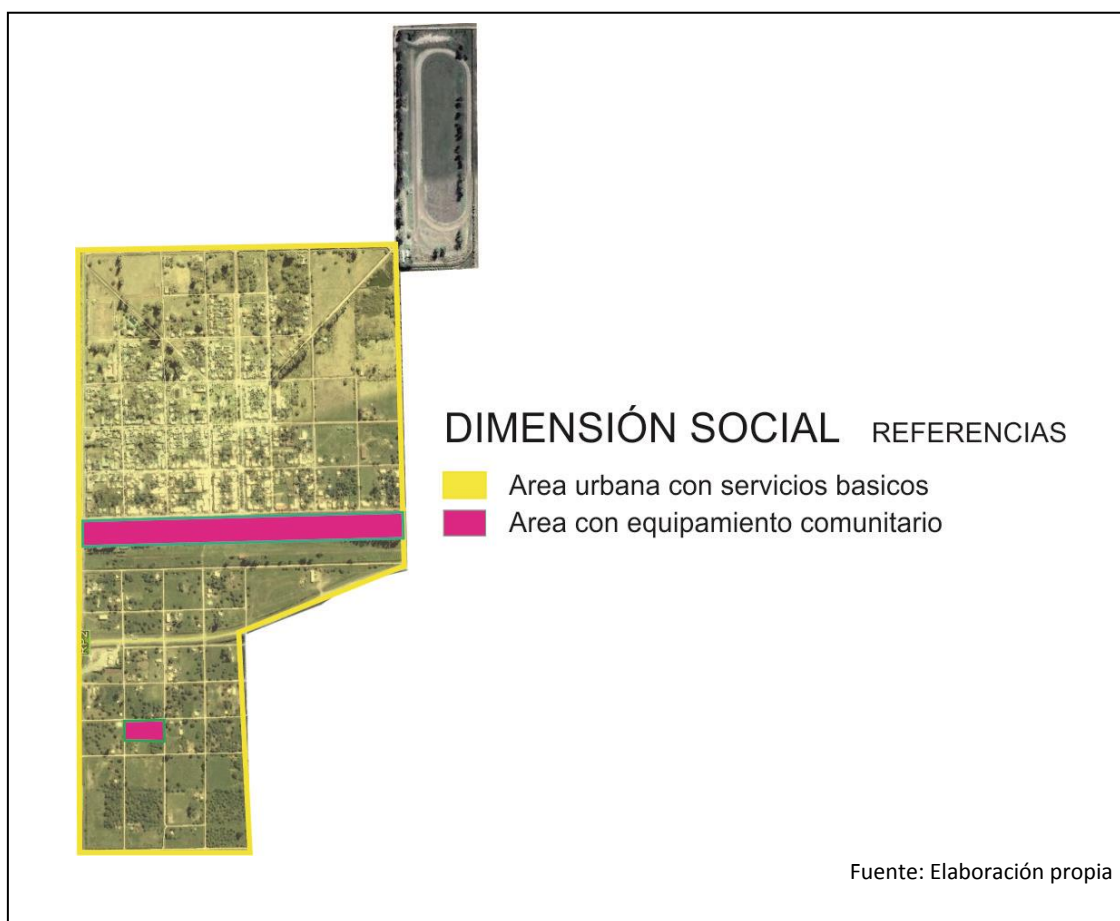 DIMENSIÓN SOCIAL REFERENCIAS
Area urbana con servicios basicos
Area con equipamiento comunitario
Fuente: Elaboración propia